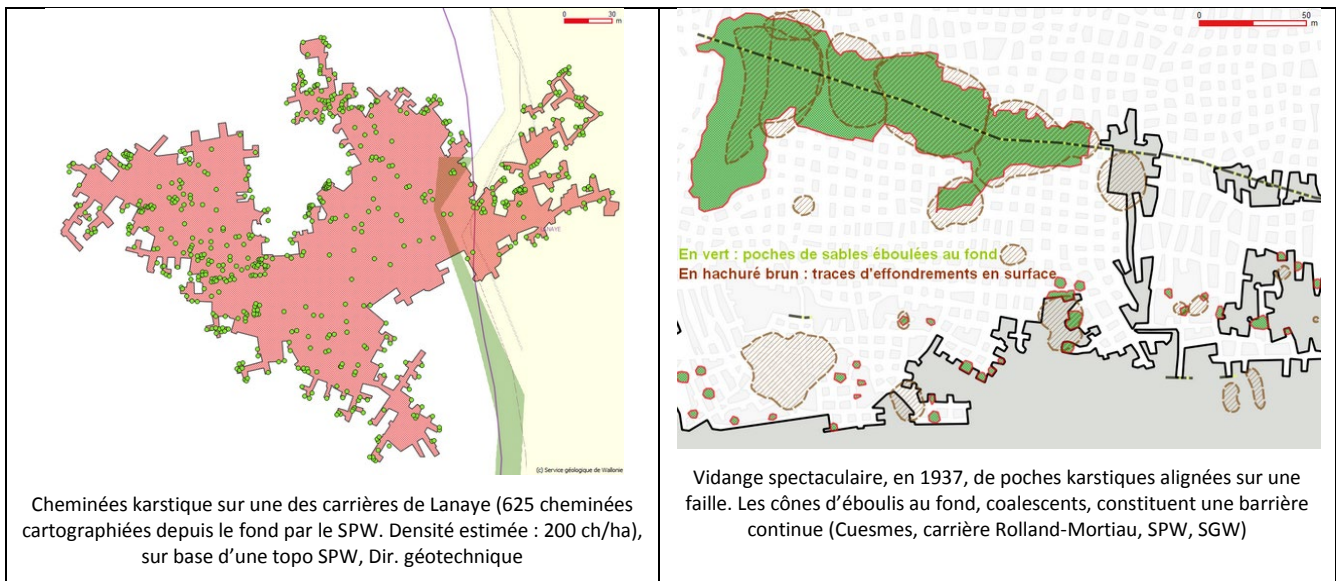 0 30
m
LANAYE
(c) Service géologique de Wallonie
Cheminées karstique sur une des carrières de Lanaye (625 cheminées
cartographiées depuis le fond par le SPW. Densité estimée : 200 ch/ha),
sur base d'une topo SPW, Dir. géotechnique
0 50
m
En vert : poches de sables éboulées au fond
En hachuré brun : traces d'effondrements en surface
Vidange spectaculaire, en 1937, de poches karstiques alignées sur une
faille. Les cônes d'éboulis au fond, coalescents, constituent une barrière
continue (Cuesmes, carrière Rolland-Mortiau, SPW, SGW)